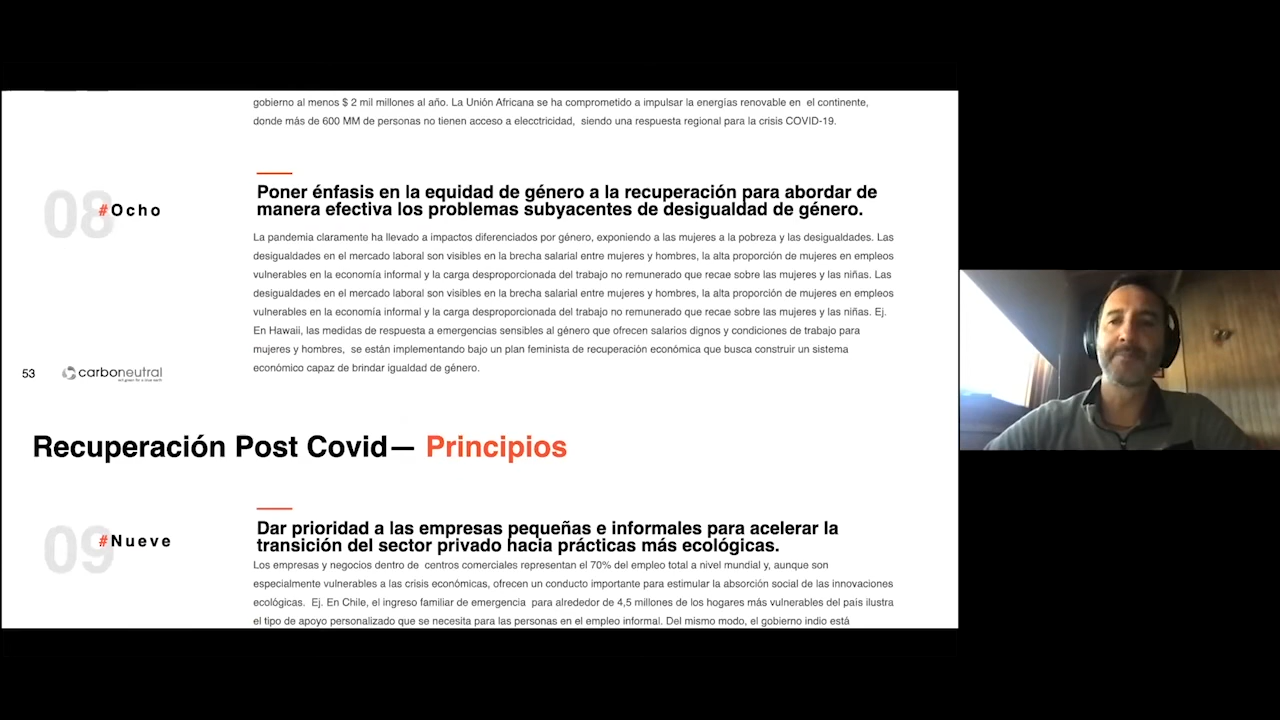 gobierno al menos $ 2 mil millones al año. La Unión Africana se ha comprometido a impulsar la energías renovable en el continente,
donde más de 600 MM de personas no tienen acceso a elecctricidad, siendo una respuesta regional para la crisis COVID-19.
08
#Ocho
Poner énfasis en la equidad de género a la recuperación para abordar de
manera efectiva los problemas subyacentes de desigualdad de género.
La pandemia claramente ha llevado a impactos diferenciados por género, exponiendo a las mujeres a la pobreza y las desigualdades. Las
desigualdades en el mercado laboral son visibles en la brecha salarial entre mujeres y hombres, la alta proporción de mujeres en empleos
vulnerables en la economía informal y la carga desproporcionada del trabajo no remunerado que recae sobre las mujeres y las niñas. Las
desigualdades en el mercado laboral son visibles en la brecha salarial entre mujeres y hombres, la alta proporción de mujeres en empleos
vulnerables en la economía informal y la carga desproporcionada del trabajo no remunerado que recae sobre las mujeres y las niñas. Ej.
En Hawaii, las medidas de respuesta a emergencias sensibles al género que ofrecen salarios dignos y condiciones de trabajo para
mujeres y hombres, se están implementando bajo un plan feminista de recuperación económica que busca construir un sistema
económico capaz de brindar igualdad de género.
53
carboneutral
Recuperación Post Covid— Principios
09
#Nueve
Dar prioridad a las empresas pequeñas e informales para acelerar la
transición del sector privado hacia prácticas más ecológicas.
Los empresas y negocios dentro de centros comerciales representan el 70% del empleo total a nivel mundial y, aunque son
especialmente vulnerables a las crisis económicas, ofrecen un conducto importante para estimular la absorción social de las innovaciones
ecológicas. Ej. En Chile, el ingreso familiar de emergencia para alrededor de 4,5 millones de los hogares más vulnerables del país ilustra
el tipo de apoyo personalizado que se necesita para las personas en el empleo informal. Del mismo modo, el gobierno indio está